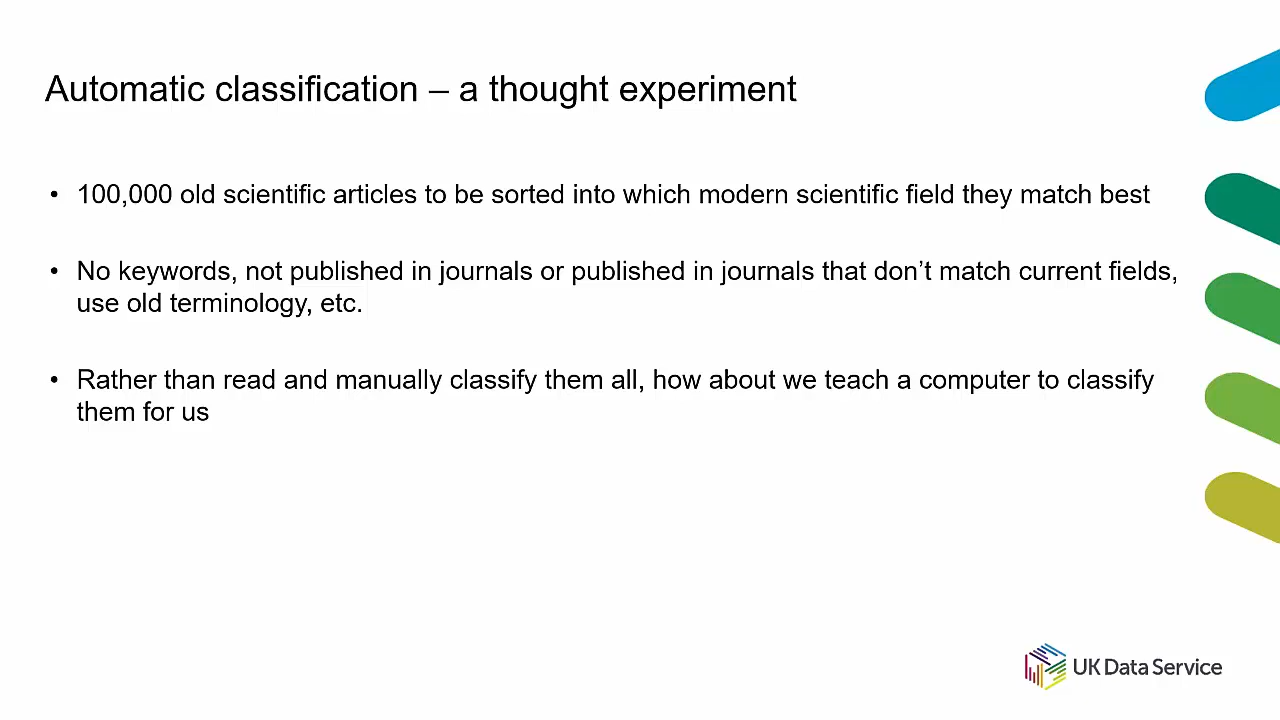 Automatic classification – a thought experiment
• 100,000 old scientific articles to be sorted into which modern scientific field they match best
• No keywords, not published in journals or published in journals that don’t match current fields,
use old terminology, etc.
• Rather than read and manually classify them all, how about we teach a computer to classify
them for us
UK Data Service